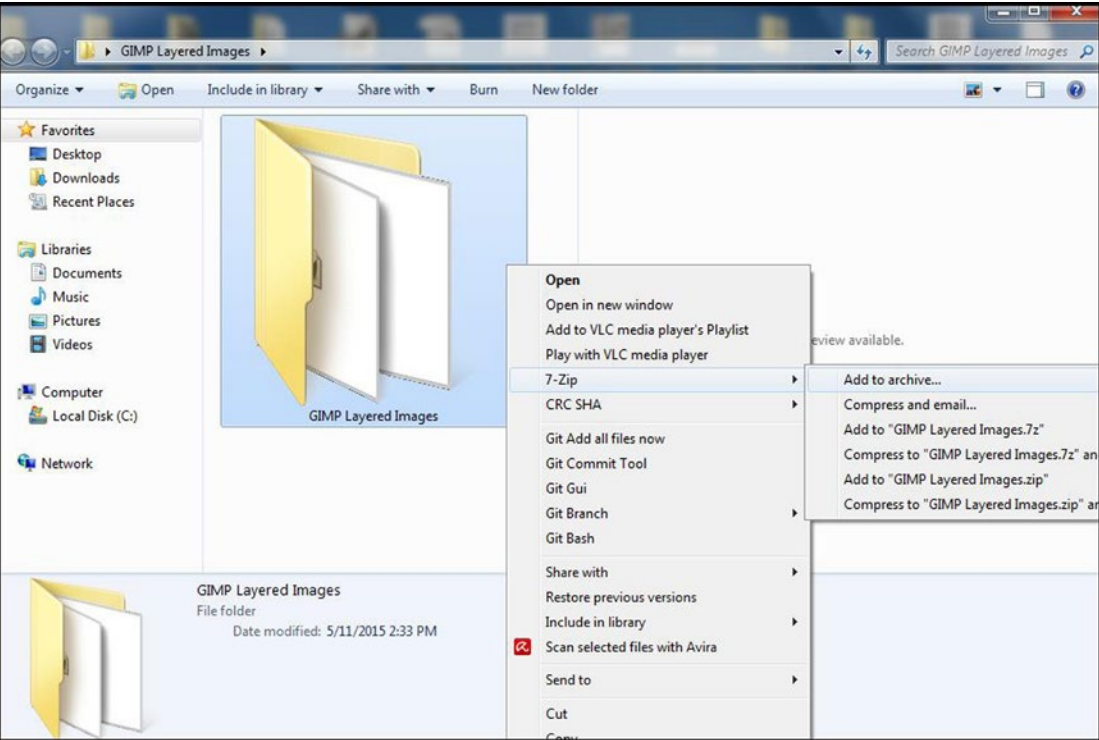 GIMP Layered Images
Search GIMP Layered Images
Organize Open Include in library Share with Burn New folder
Favorites
Desktop
Downloads
Recent Places
Libraries
Documents
Music
Pictures
Videos
Computer
Local Disk (C:)
Network
GIMP Layered Images
eview available.
Open
Open in new window
Add to VLC media player's Playlist
Play with VLC media player
7-Zip
CRC SHA
Git Add all files now
Git Commit Tool
Git Gui
Git Branch
Git Bash
Share with
Restore previous versions
Include in library
Scan selected files with Avira
Send to
Cut
Copy
Add to archive...
Compress and email...
Add to "GIMP Layered Images.7z"
Compress to "GIMP Layered Images.7z" an
Add to "GIMP Layered Images.zip"
Compress to "GIMP Layered Images.zip" ar
GIMP Layered Images
File folder
Date modified: 5/11/2015 2:33 PM